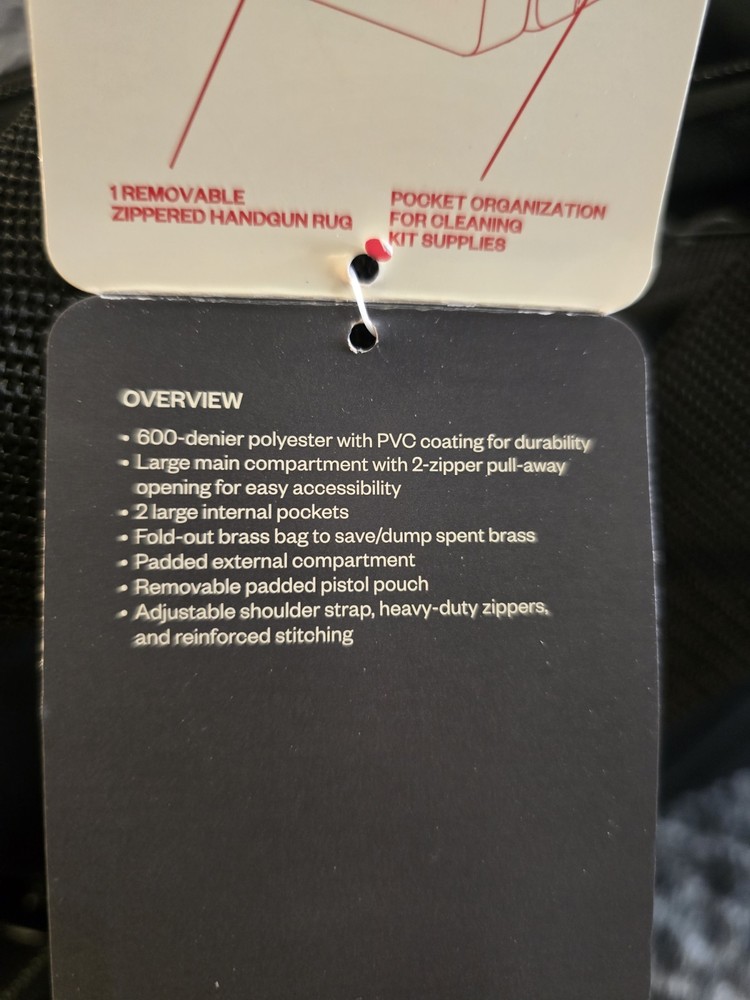 1 REMOVABLE
ZIPPERED HANDGUN RUG
POCKET ORGANIZATION
FOR CLEANING
KIT SUPPLIES
OVERVIEW
• 600-denier polyester with PVC coating for durability
• Large main compartment with 2-zipper pull-away
opening for easy accessibility
• 2 large internal pockets
• Fold-out brass bag to save/dump spent brass
• Padded external compartment
• Removable padded pistol pouch
• Adjustable shoulder strap, heavy-duty zippers,
and reinforced stitching